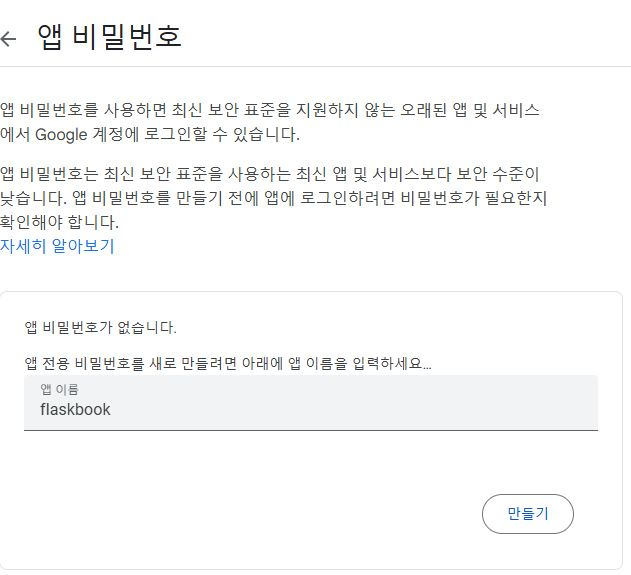 앱 비밀번호
앱 비밀번호를 사용하면 최신 보안 표준을 지원하지 않는 오래된 앱 및 서비스
에서 Google 계정에 로그인할 수 있습니다.
앱 비밀번호는 최신 보안 표준을 사용하는 최신 앱 및 서비스보다 보안 수준이
낮습니다. 앱 비밀번호를 만들기 전에 앱에 로그인하려면 비밀번호가 필요한지
확인해야 합니다.
자세히 알아보기
앱 비밀번호가 없습니다.
앱 전용 비밀번호를 새로 만들려면 아래에 앱 이름을 입력하세요...
앱 이름
flaskbook
만들기